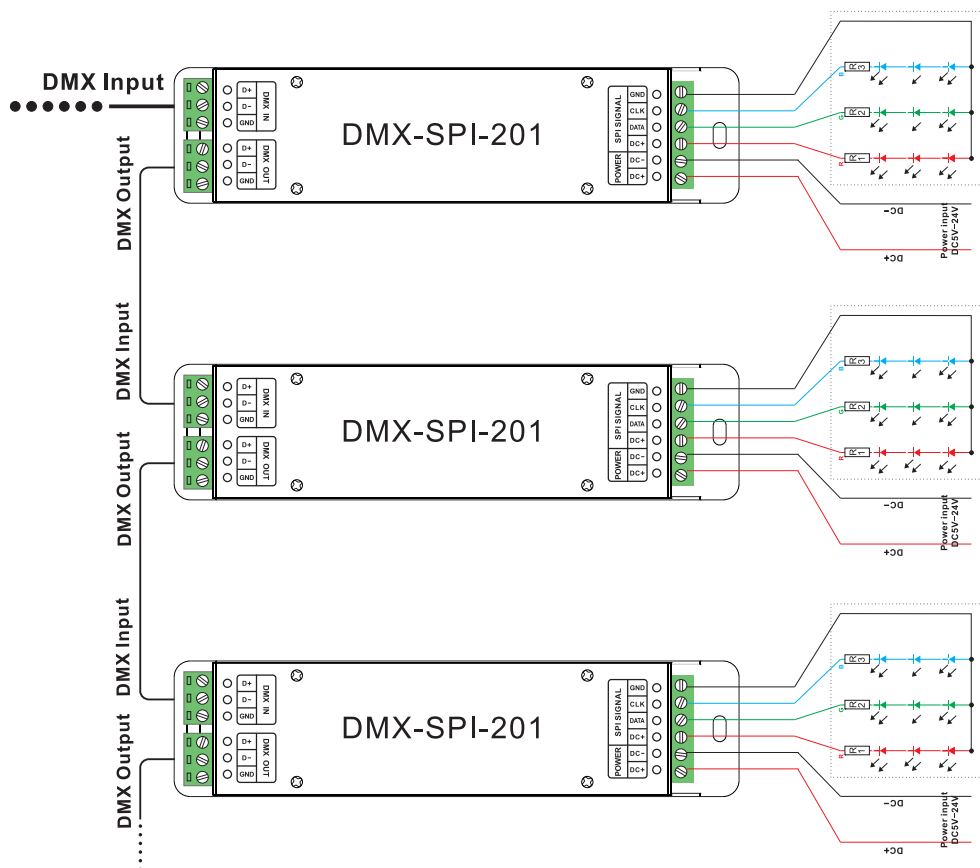 DMX Input
DMX Output
D+
D−
GND
DMX IN
D+
D−
GND
DMX OUT
DMX-SPI-201
SPI SIGNAL
POWER
GND
CLK
DATA
DC+
DC−
DC+
B
R3
G
R2
R
R1
DC−
DC+
Power input
DC5V−24V
DMX Input
DMX Output
D+
D−
GND
DMX IN
D+
D−
GND
DMX OUT
DMX-SPI-201
SPI SIGNAL
POWER
GND
CLK
DATA
DC+
DC−
DC+
B
R3
G
R2
R
R1
DC−
DC+
Power input
DC5V−24V
DMX Input
DMX Output
D+
D−
GND
DMX IN
D+
D−
GND
DMX OUT
DMX-SPI-201
SPI SIGNAL
POWER
GND
CLK
DATA
DC+
DC−
DC+
B
R3
G
R2
R
R1
DC−
DC+
Power input
DC5V−24V